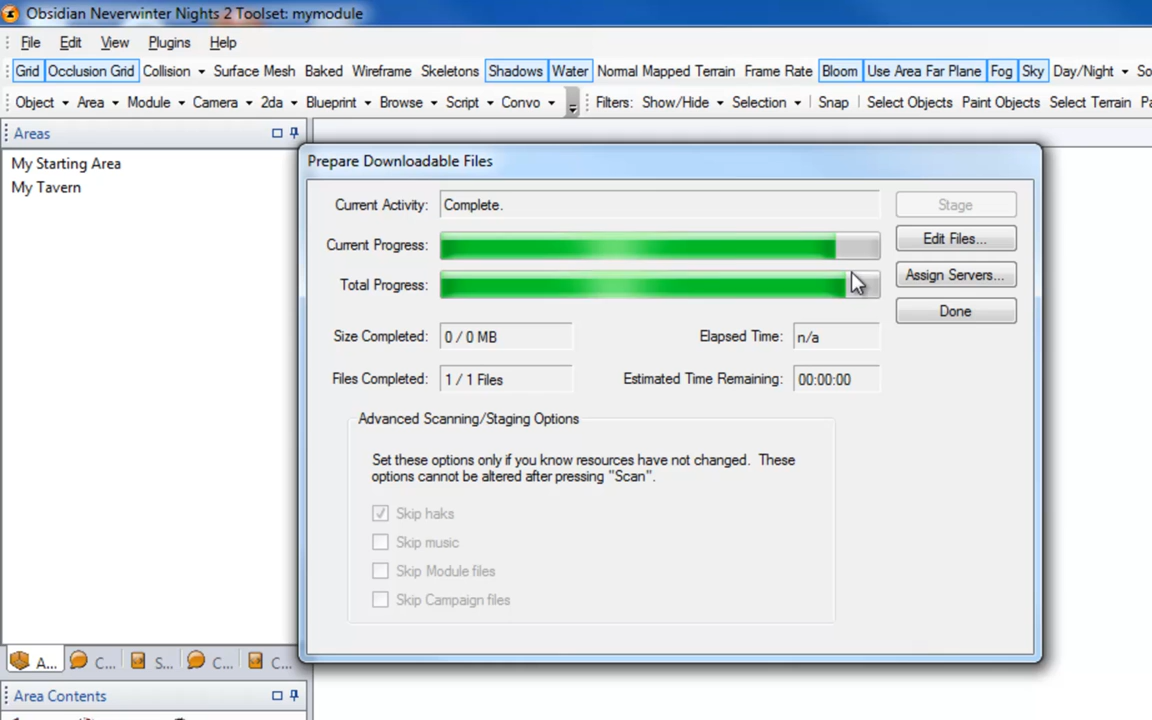 Obsidian Neverwinter Nights 2 Toolset: mymodule
File Edit View Plugins Help
Grid Occlusion Grid Collision Surface Mesh Baked Wireframe Skeletons Shadows Water Normal Mapped Terrain Frame Rate Bloom Use Area Far Plane Fog Sky Day/Night So
Object Area Module Camera 2da Blueprint Browse Script Convo Filters: Show/Hide Selection Snap Select Objects Paint Objects Select Terrain Pa
Areas
My Starting Area
My Tavern
Prepare Downloadable Files
Current Activity: Complete. Stage
Current Progress: Edit Files...
Total Progress: Assign Servers...
Done
Size Completed: 0 / 0 MB Elapsed Time: n/a
Files Completed: 1 / 1 Files Estimated Time Remaining: 00:00:00
Advanced Scanning/Staging Options
Set these options only if you know resources have not changed. These
options cannot be altered after pressing "Scan".
Skip haks
Skip music
Skip Module files
Skip Campaign files
A... C... S... C... C...
Area Contents